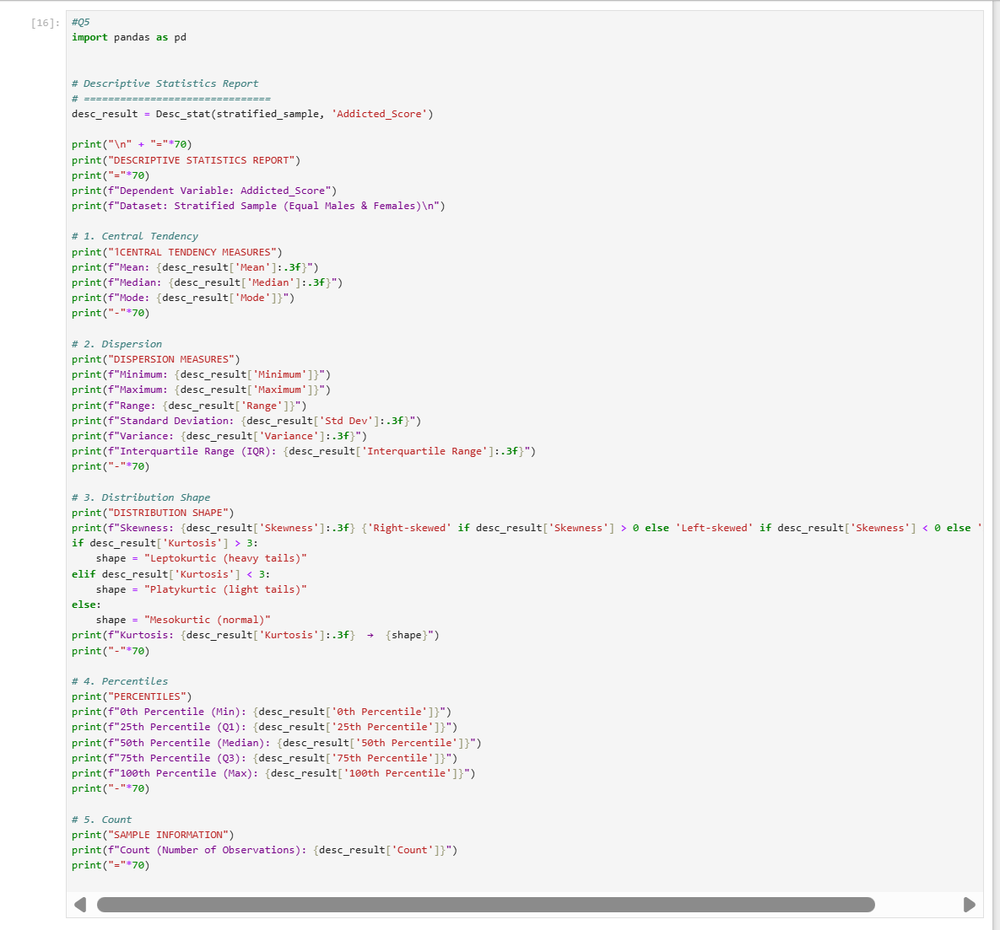 [16]:
#Q5
import pandas as pd
# Descriptive Statistics Report
# ===============================
desc_result = Desc_stat(stratified_sample, 'Addicted_Score')
print("\n" + "="*70)
print("DESCRIPTIVE STATISTICS REPORT")
print("="*70)
print(f"Dependent Variable: Addicted_Score")
print(f"Dataset: Stratified Sample (Equal Males & Females)\n")
# 1. Central Tendency
print("1CENTRAL TENDENCY MEASURES")
print(f"Mean: {desc_result['Mean']:.3f}")
print(f"Median: {desc_result['Median']:.3f}")
print(f"Mode: {desc_result['Mode']}")
print("-"*70)
# 2. Dispersion
print("DISPERSION MEASURES")
print(f"Minimum: {desc_result['Minimum']}")
print(f"Maximum: {desc_result['Maximum']}")
print(f"Range: {desc_result['Range']}")
print(f"Standard Deviation: {desc_result['Std Dev']:.3f}")
print(f"Variance: {desc_result['Variance']:.3f}")
print(f"Interquartile Range (IQR): {desc_result['Interquartile Range']:.3f}")
print("-"*70)
# 3. Distribution Shape
print("DISTRIBUTION SHAPE")
print(f"Skewness: {desc_result['Skewness']:.3f} {'Right-skewed' if desc_result['Skewness'] > 0 else 'Left-skewed' if desc_result['Skewness'] < 0 else '
if desc_result['Kurtosis'] > 3:
    shape = "Leptokurtic (heavy tails)"
elif desc_result['Kurtosis'] < 3:
    shape = "Platykurtic (light tails)"
else:
    shape = "Mesokurtic (normal)"
print(f"Kurtosis: {desc_result['Kurtosis']:.3f}  →  {shape}")
print("-"*70)
# 4. Percentiles
print("PERCENTILES")
print(f"0th Percentile (Min): {desc_result['0th Percentile']}")
print(f"25th Percentile (Q1): {desc_result['25th Percentile']}")
print(f"50th Percentile (Median): {desc_result['50th Percentile']}")
print(f"75th Percentile (Q3): {desc_result['75th Percentile']}")
print(f"100th Percentile (Max): {desc_result['100th Percentile']}")
print("-"*70)
# 5. Count
print("SAMPLE INFORMATION")
print(f"Count (Number of Observations): {desc_result['Count']}")
print("="*70)